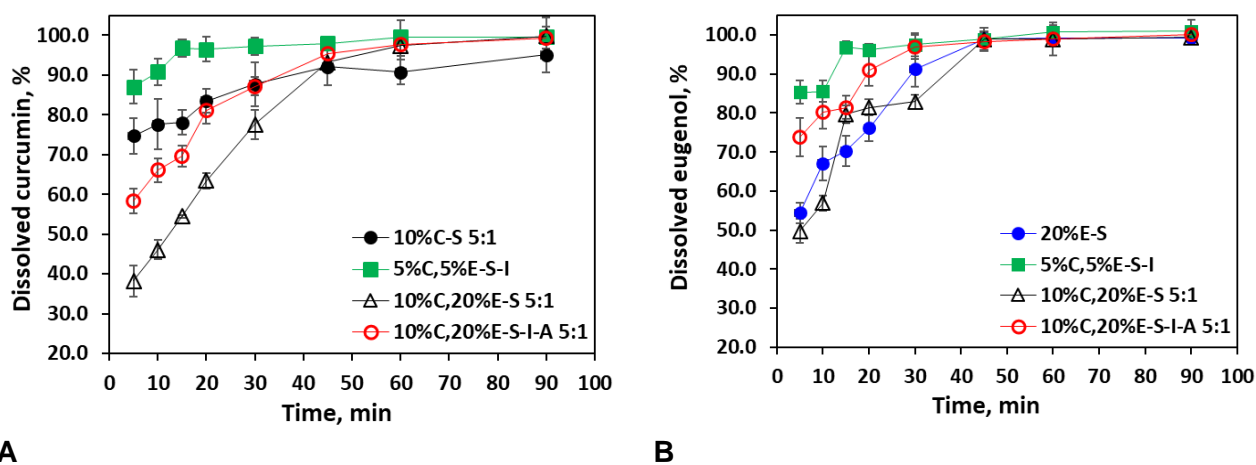 Dissolved curcumin, %
100.0
90.0
80.0
70.0
60.0
50.0
40.0
30.0
20.0
10%C-S 5:1
5%C,5%E-S-I
10%C,20%E-S 5:1
10%C,20%E-S-I-A 5:1
0 10 20 30 40 50 60 70 80 90 100
Time, min
A
Dissolved eugenol, %
100.0
90.0
80.0
70.0
60.0
50.0
40.0
30.0
20.0
20%E-S
5%C,5%E-S-I
10%C,20%E-S 5:1
10%C,20%E-S-I-A 5:1
0 10 20 30 40 50 60 70 80 90 100
Time, min
B